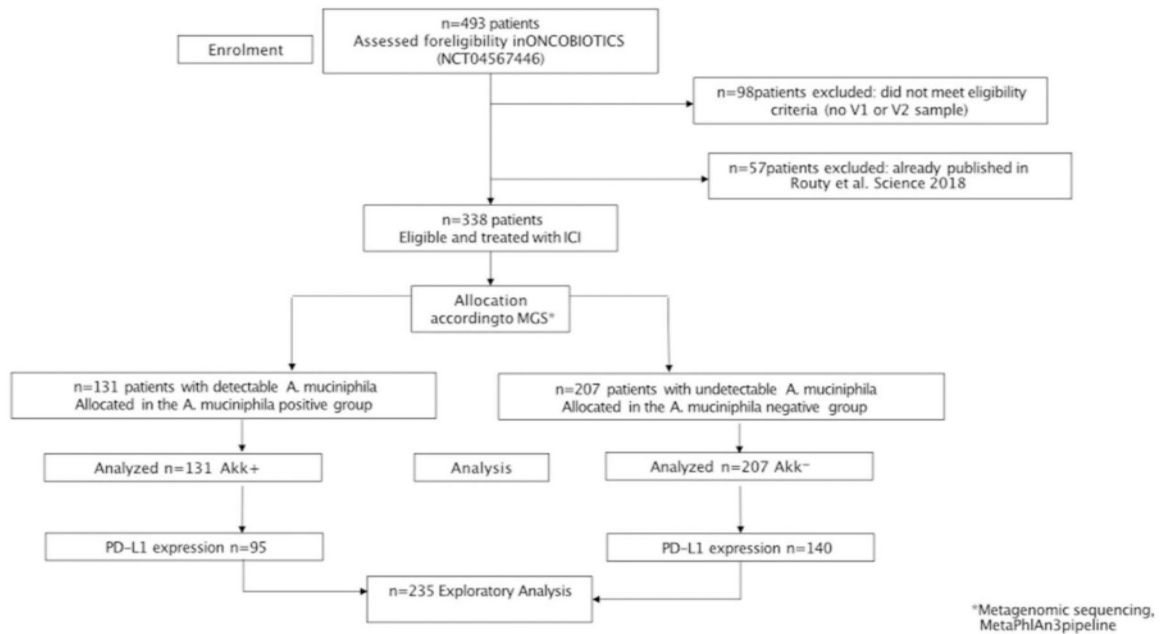 n=493 patients
Assessed foreligibility inONCOBIOTICS
(NCT04567446)
Enrolment
n=98patients excluded: did not meet eligibility
criteria (no V1 or V2 sample)
n=57patients excluded: already published in
Routy et al. Science 2018
n=338 patients
Eligible and treated with ICI
Allocation
accordingto MGS*
n=131 patients with detectable A. muciniphila
Allocated in the A. muciniphila positive group
n=207 patients with undetectable A. muciniphila
Allocated in the A. muciniphila negative group
Analyzed n=131 Akk+
Analysis
Analyzed n=207 Akk−
PD-L1 expression n=95
PD-L1 expression n=140
n=235 Exploratory Analysis
*Metagenomic sequencing,
MetaPhlAn3pipeline